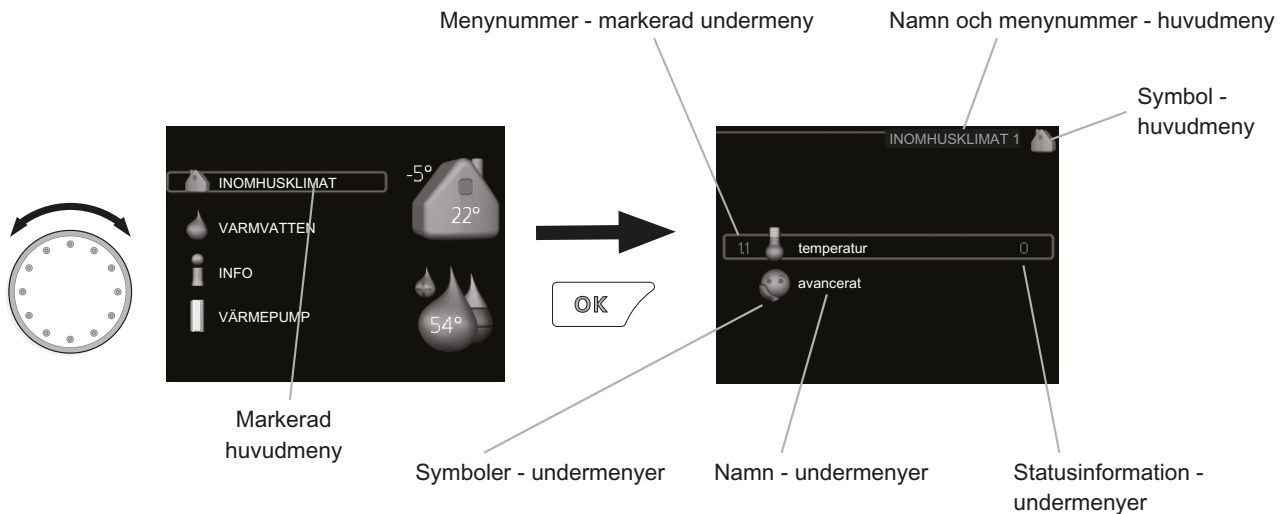 Menynummer - markerad undermeny
Namn och menynummer - huvudmeny
Symbol -
huvudmeny
INOMHUSKLIMAT
VARMVATTEN
INFO
VÄRMEPUMP
-5°
22°
54°
OK
INOMHUSKLIMAT 1
1.1 temperatur 0
avancerat
Markerad
huvudmeny
Symboler - undermenyer
Namn - undermenyer
Statusinformation -
undermenyer